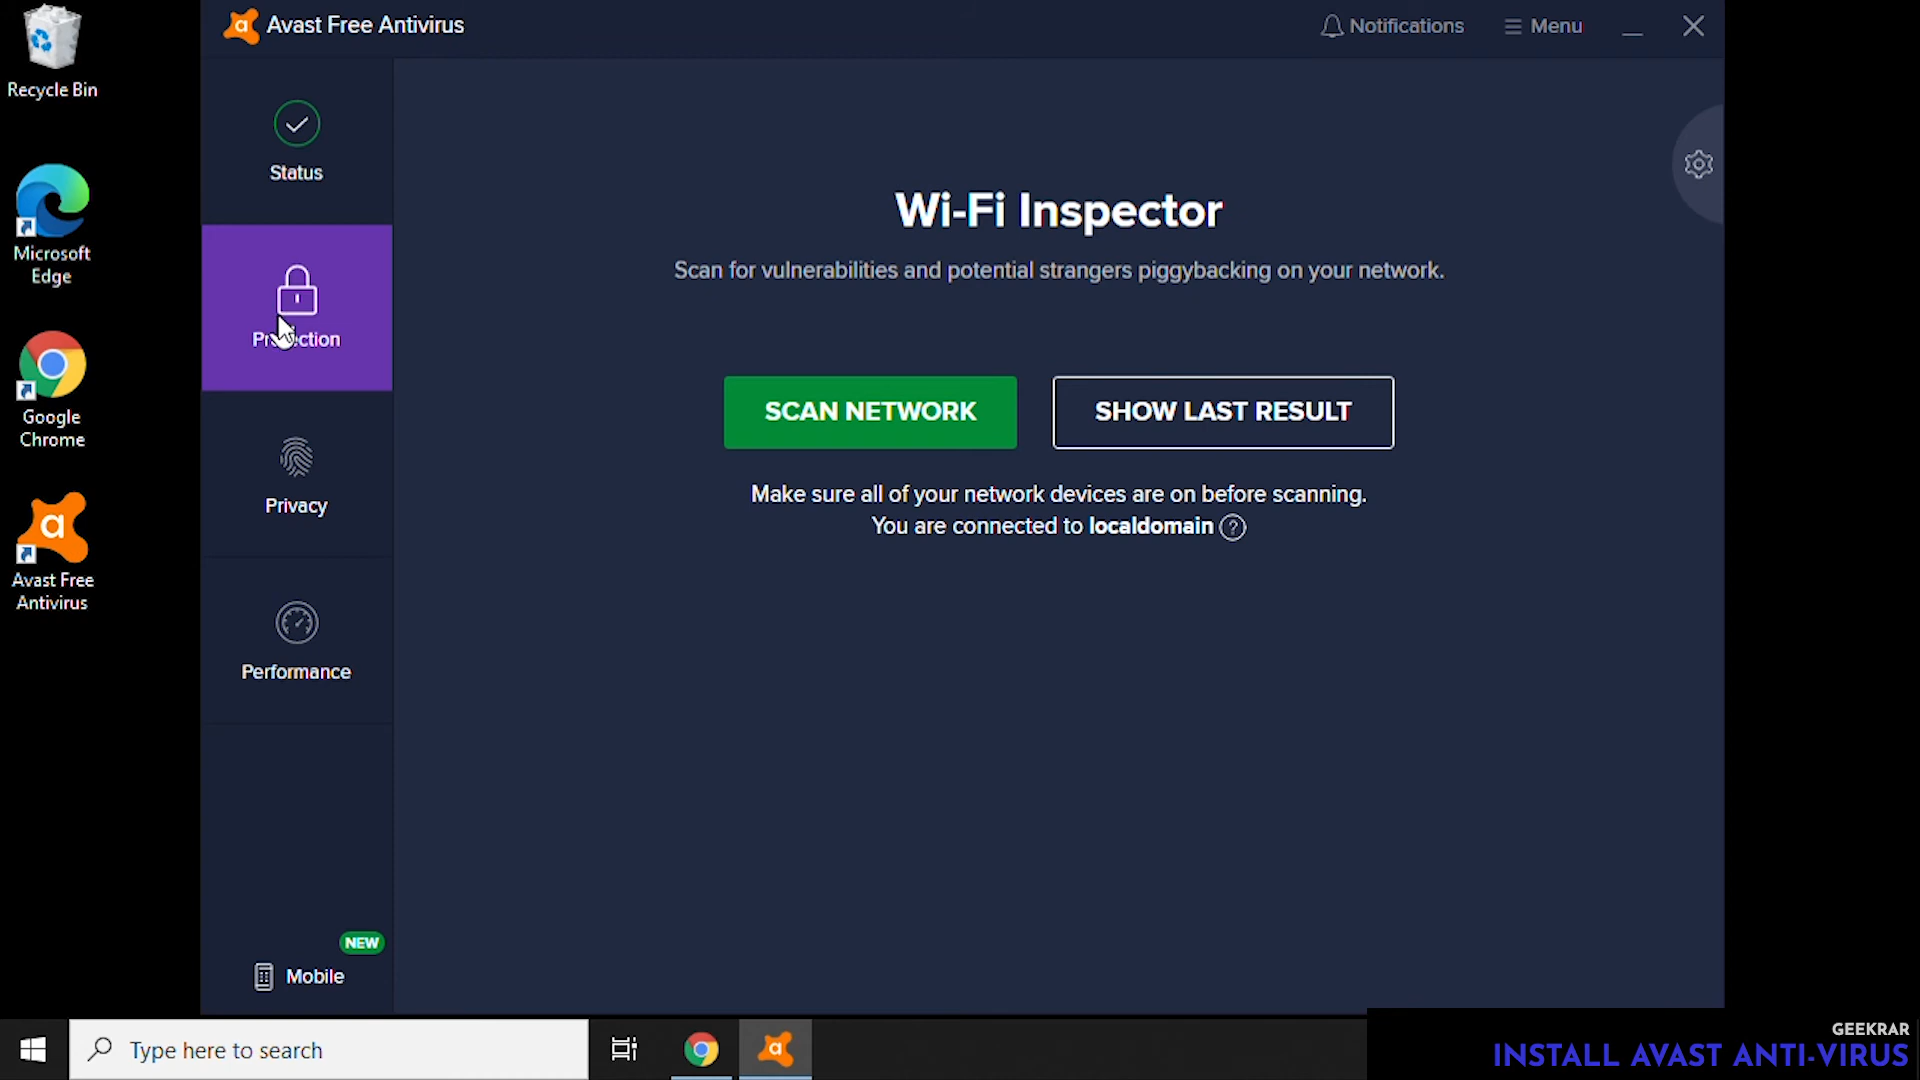 Recycle Bin
Microsoft
Edge
Google
Chrome
Avast Free
Antivirus
Avast Free Antivirus
Notifications
Menu
Status
Protection
Privacy
Performance
NEW
Mobile
Wi-Fi Inspector
Scan for vulnerabilities and potential strangers piggybacking on your network.
SCAN NETWORK
SHOW LAST RESULT
Make sure all of your network devices are on before scanning.
You are connected to localdomain ?
Type here to search
GEEKRAR
INSTALL AVAST ANTI-VIRUS